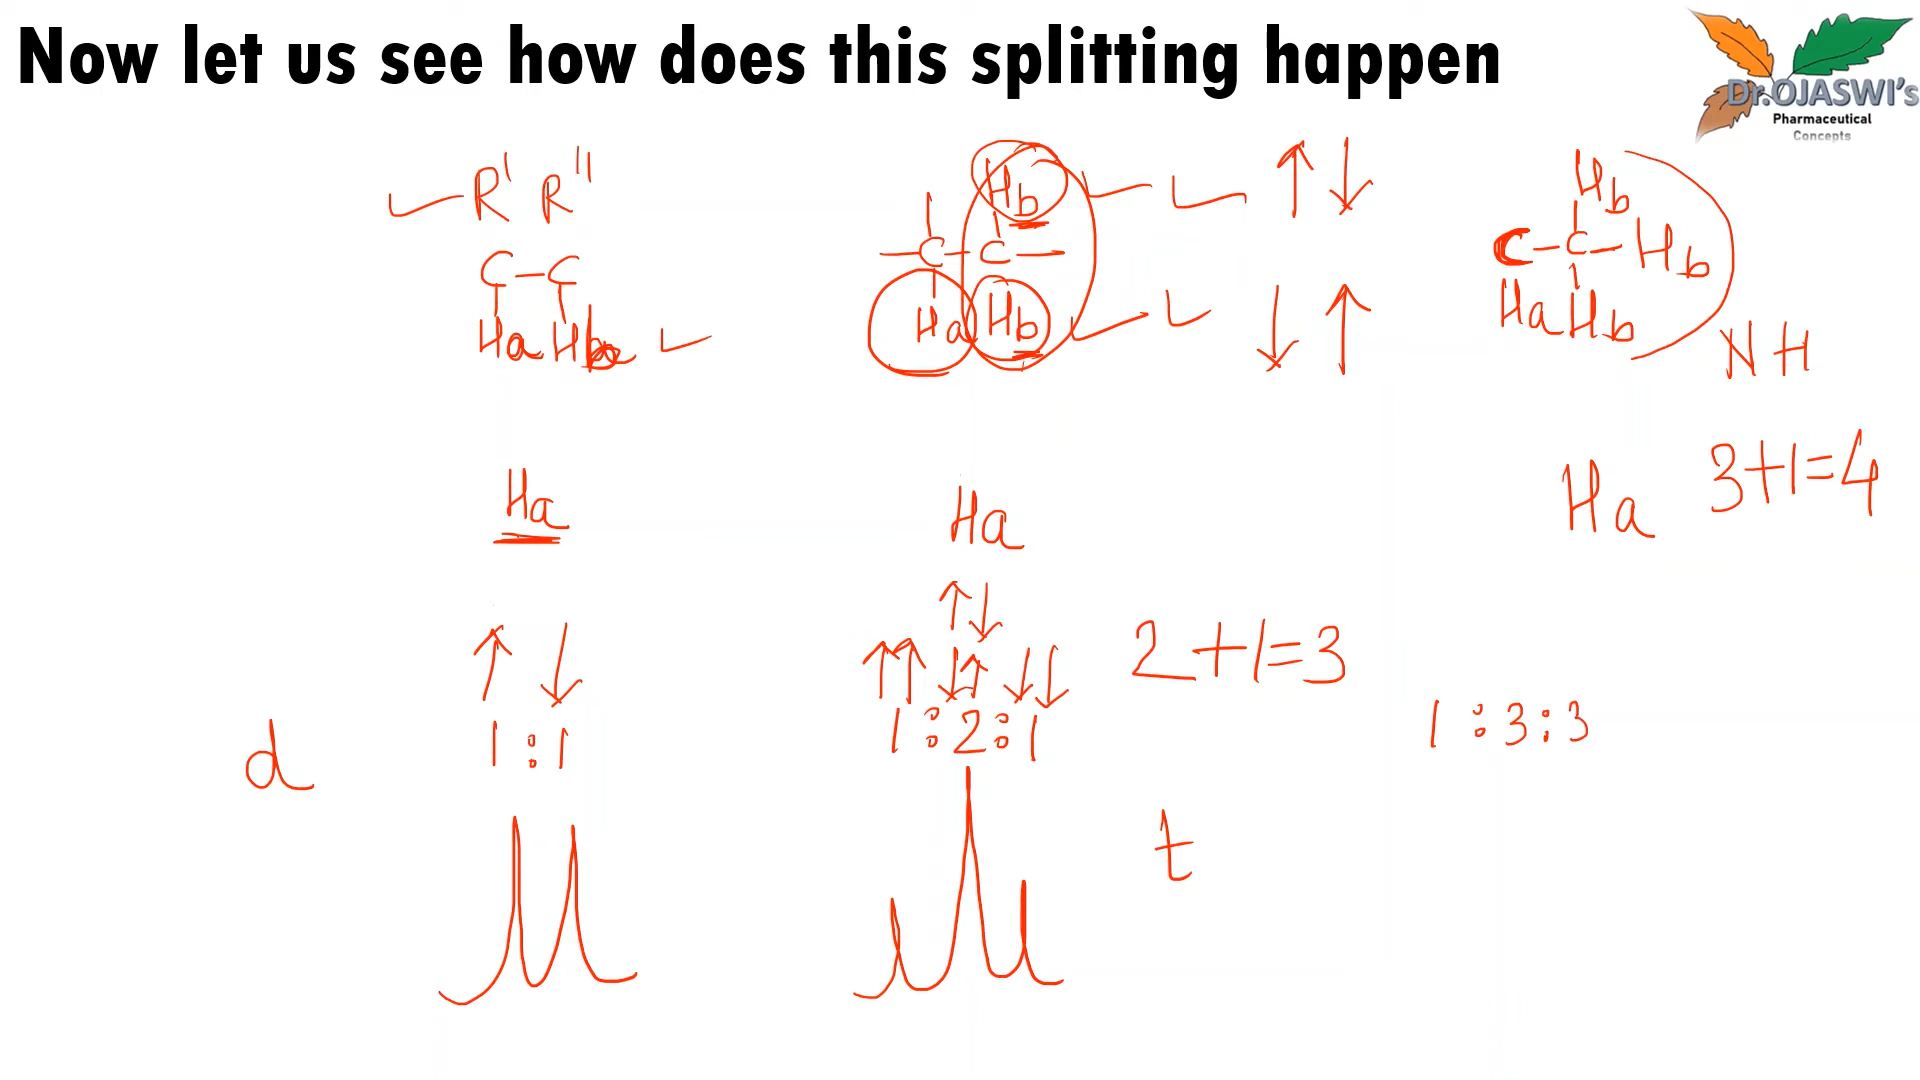 Now let us see how does this splitting happen
Dr.OJASWI's
Pharmaceutical
Concepts
R' R"
C-C
Ha Hb
Hb
-C-C-
Ha Hb
↑ ↓
↓ ↑
Hb
C-C-Hb
Ha Hb
NH
Ha
Ha
Ha 3+1=4
↑ ↓
↑ ↓
↑↑ ↓↑ ↓↓
2+1=3
1:1
1:2:1
1:3:3
d
t